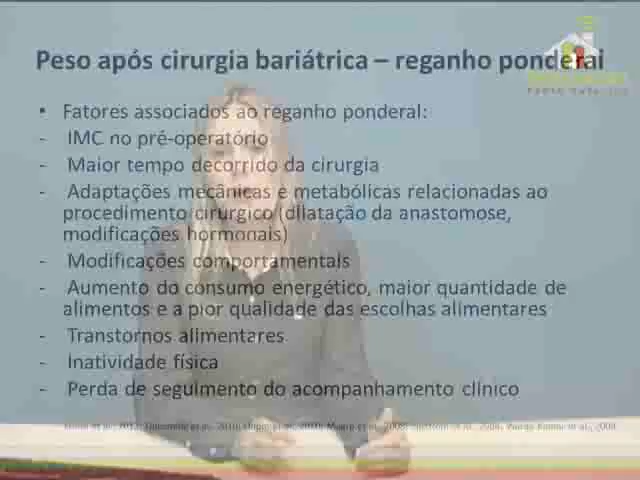 Peso após cirurgia bariátrica – reganho ponderal
• Fatores associados ao reganho ponderal:
- IMC no pré-operatório
- Maior tempo decorrido da cirurgia
- Adaptações mecânicas e metabólicas relacionadas ao
procedimento cirúrgico (dilatação da anastomose,
modificações hormonais)
- Modificações comportamentais
- Aumento do consumo energético, maior quantidade de
alimentos e a pior qualidade das escolhas alimentares
- Transtornos alimentares
- Inatividade física
- Perda de seguimento do acompanhamento clínico